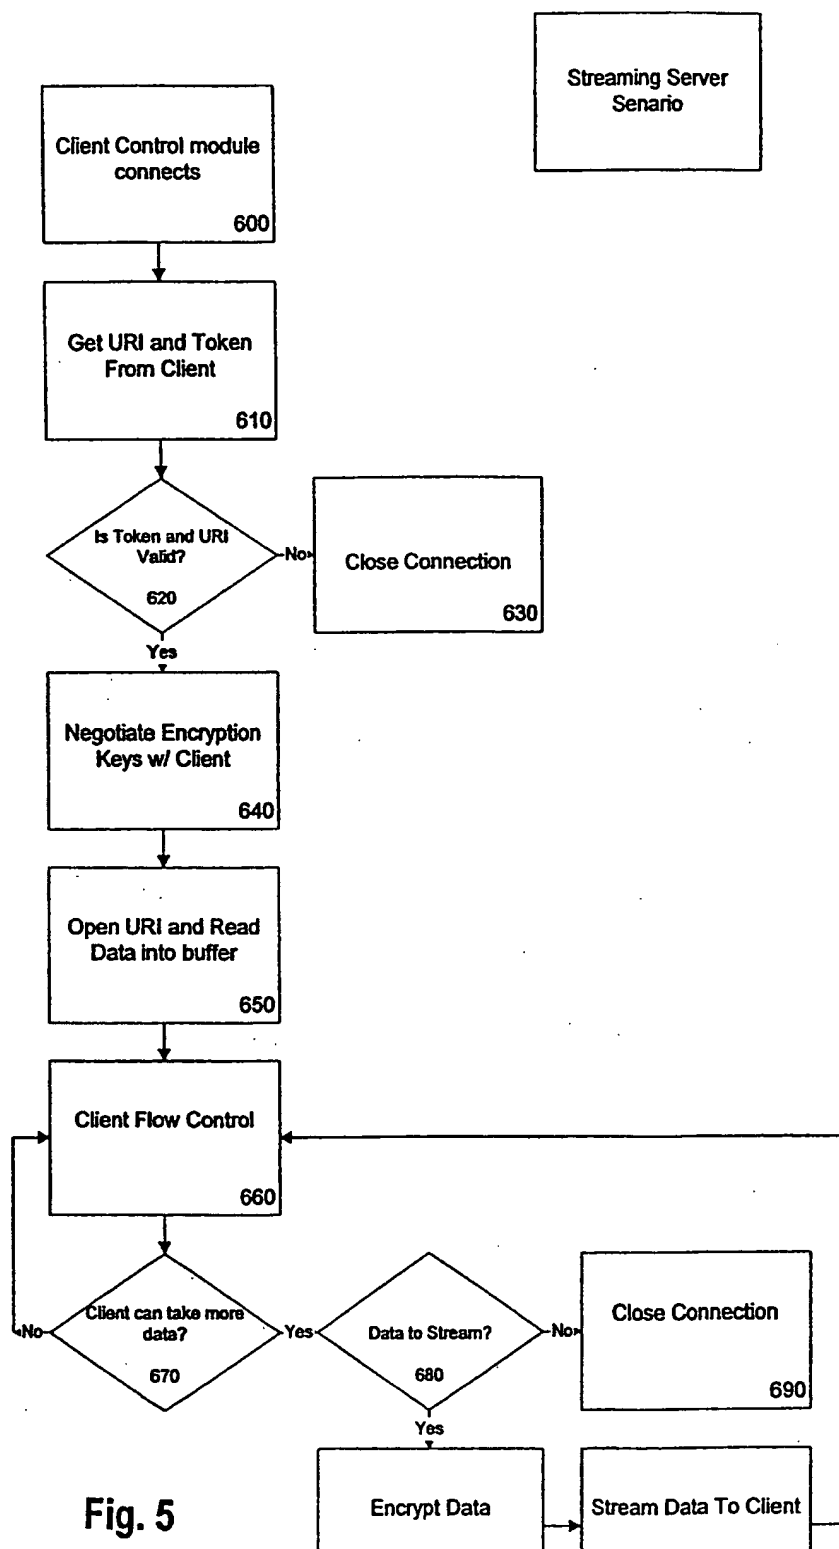 Streaming Server
Senario
Client Control module
connects
600
Get URI and Token
From Client
610
Is Token and URI
Valid?
620
No
Close Connection
630
Yes
Negotiate Encryption
Keys w/ Client
640
Open URI and Read
Data into buffer
650
Client Flow Control
660
Client can take more
data?
670
No
Yes
Data to Stream?
680
No
Close Connection
690
Yes
Encrypt Data
Stream Data To Client
Fig. 5